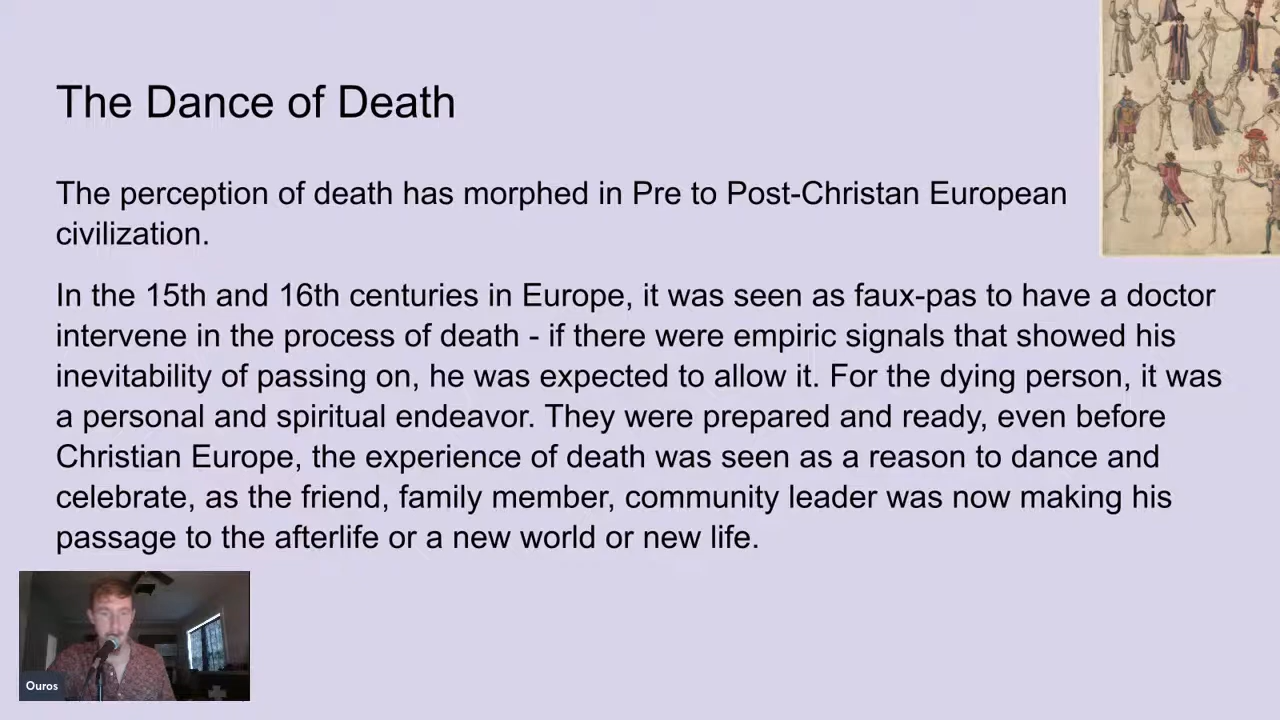 The Dance of Death
The perception of death has morphed in Pre to Post-Christan European
civilization.
In the 15th and 16th centuries in Europe, it was seen as faux-pas to have a doctor
intervene in the process of death - if there were empiric signals that showed his
inevitability of passing on, he was expected to allow it. For the dying person, it was
a personal and spiritual endeavor. They were prepared and ready, even before
Christian Europe, the experience of death was seen as a reason to dance and
celebrate, as the friend, family member, community leader was now making his
passage to the afterlife or a new world or new life.
Ouros